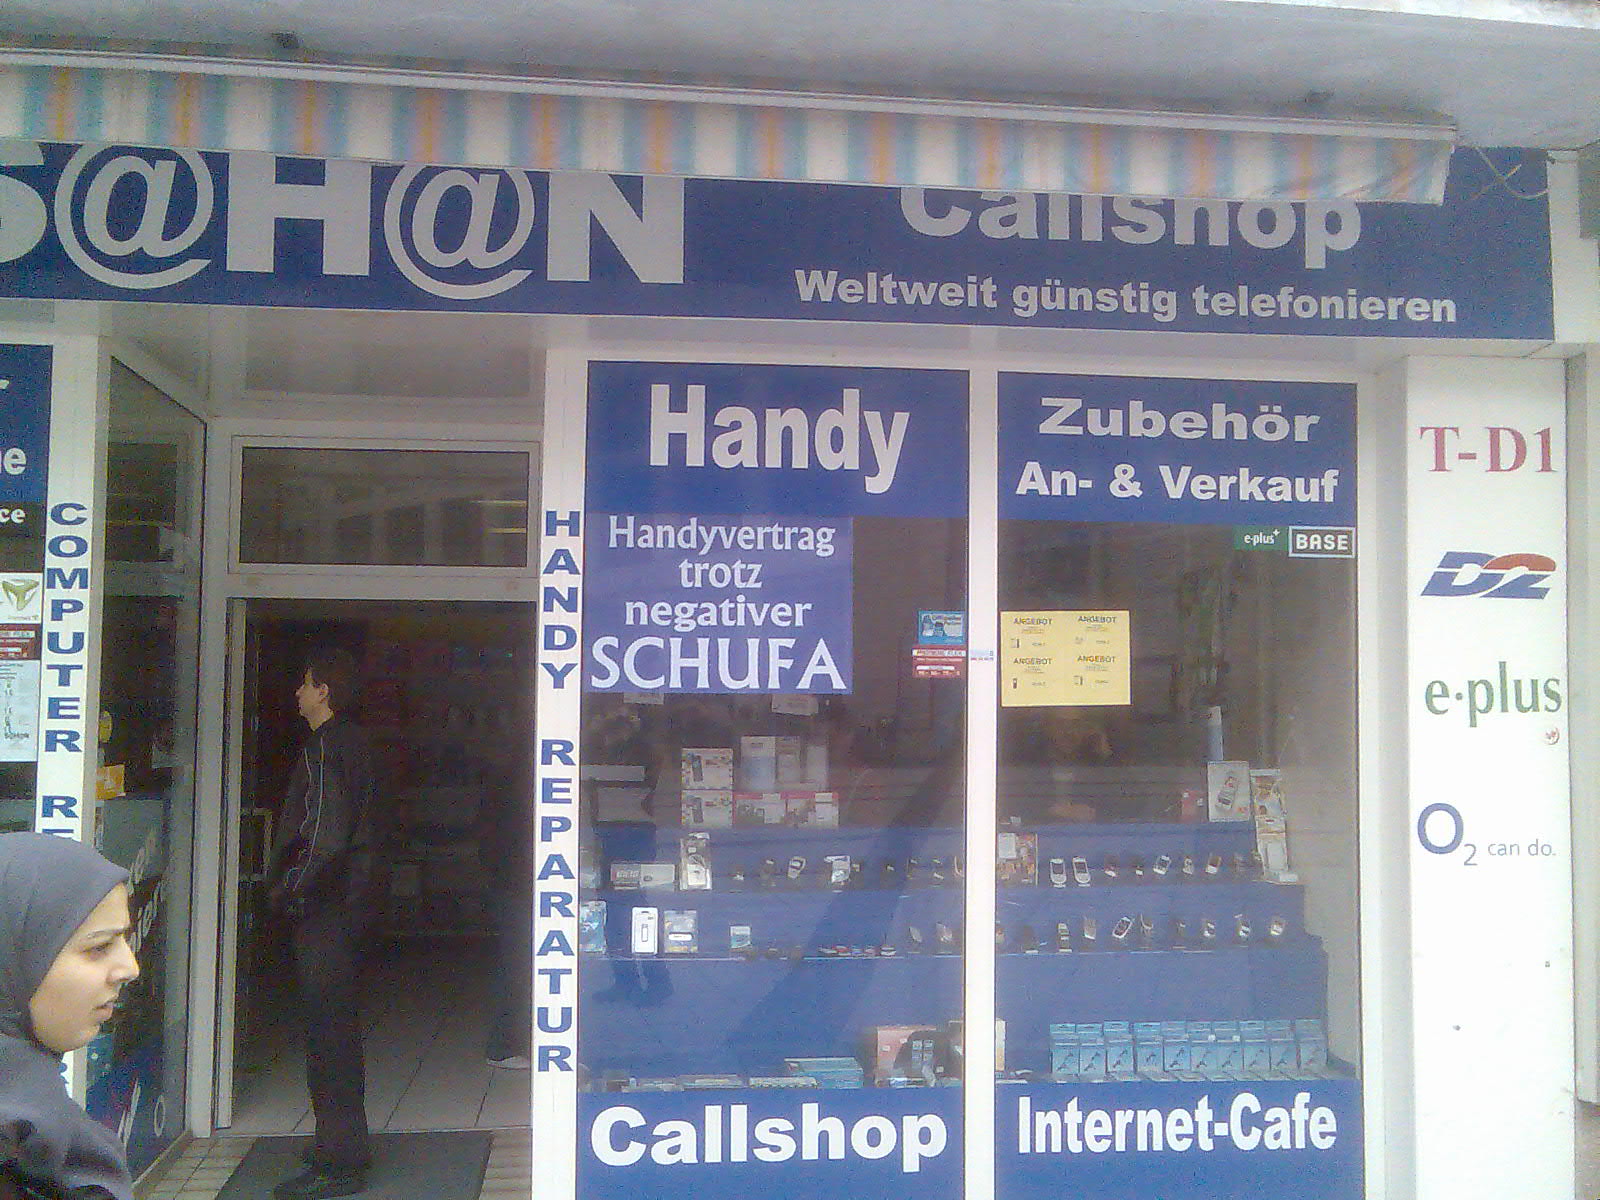 S@H@N
Callshop
Weltweit günstig telefonieren
COMPUTER
HANDY REPARATUR
Handy
Handyvertrag
trotz
negativer
SCHUFA
Zubehör
An- & Verkauf
e-plus+ BASE
ANGEBOT ANGEBOT
ANGEBOT ANGEBOT
T-D1
D2
e·plus
O2 can do.
Callshop
Internet-Cafe